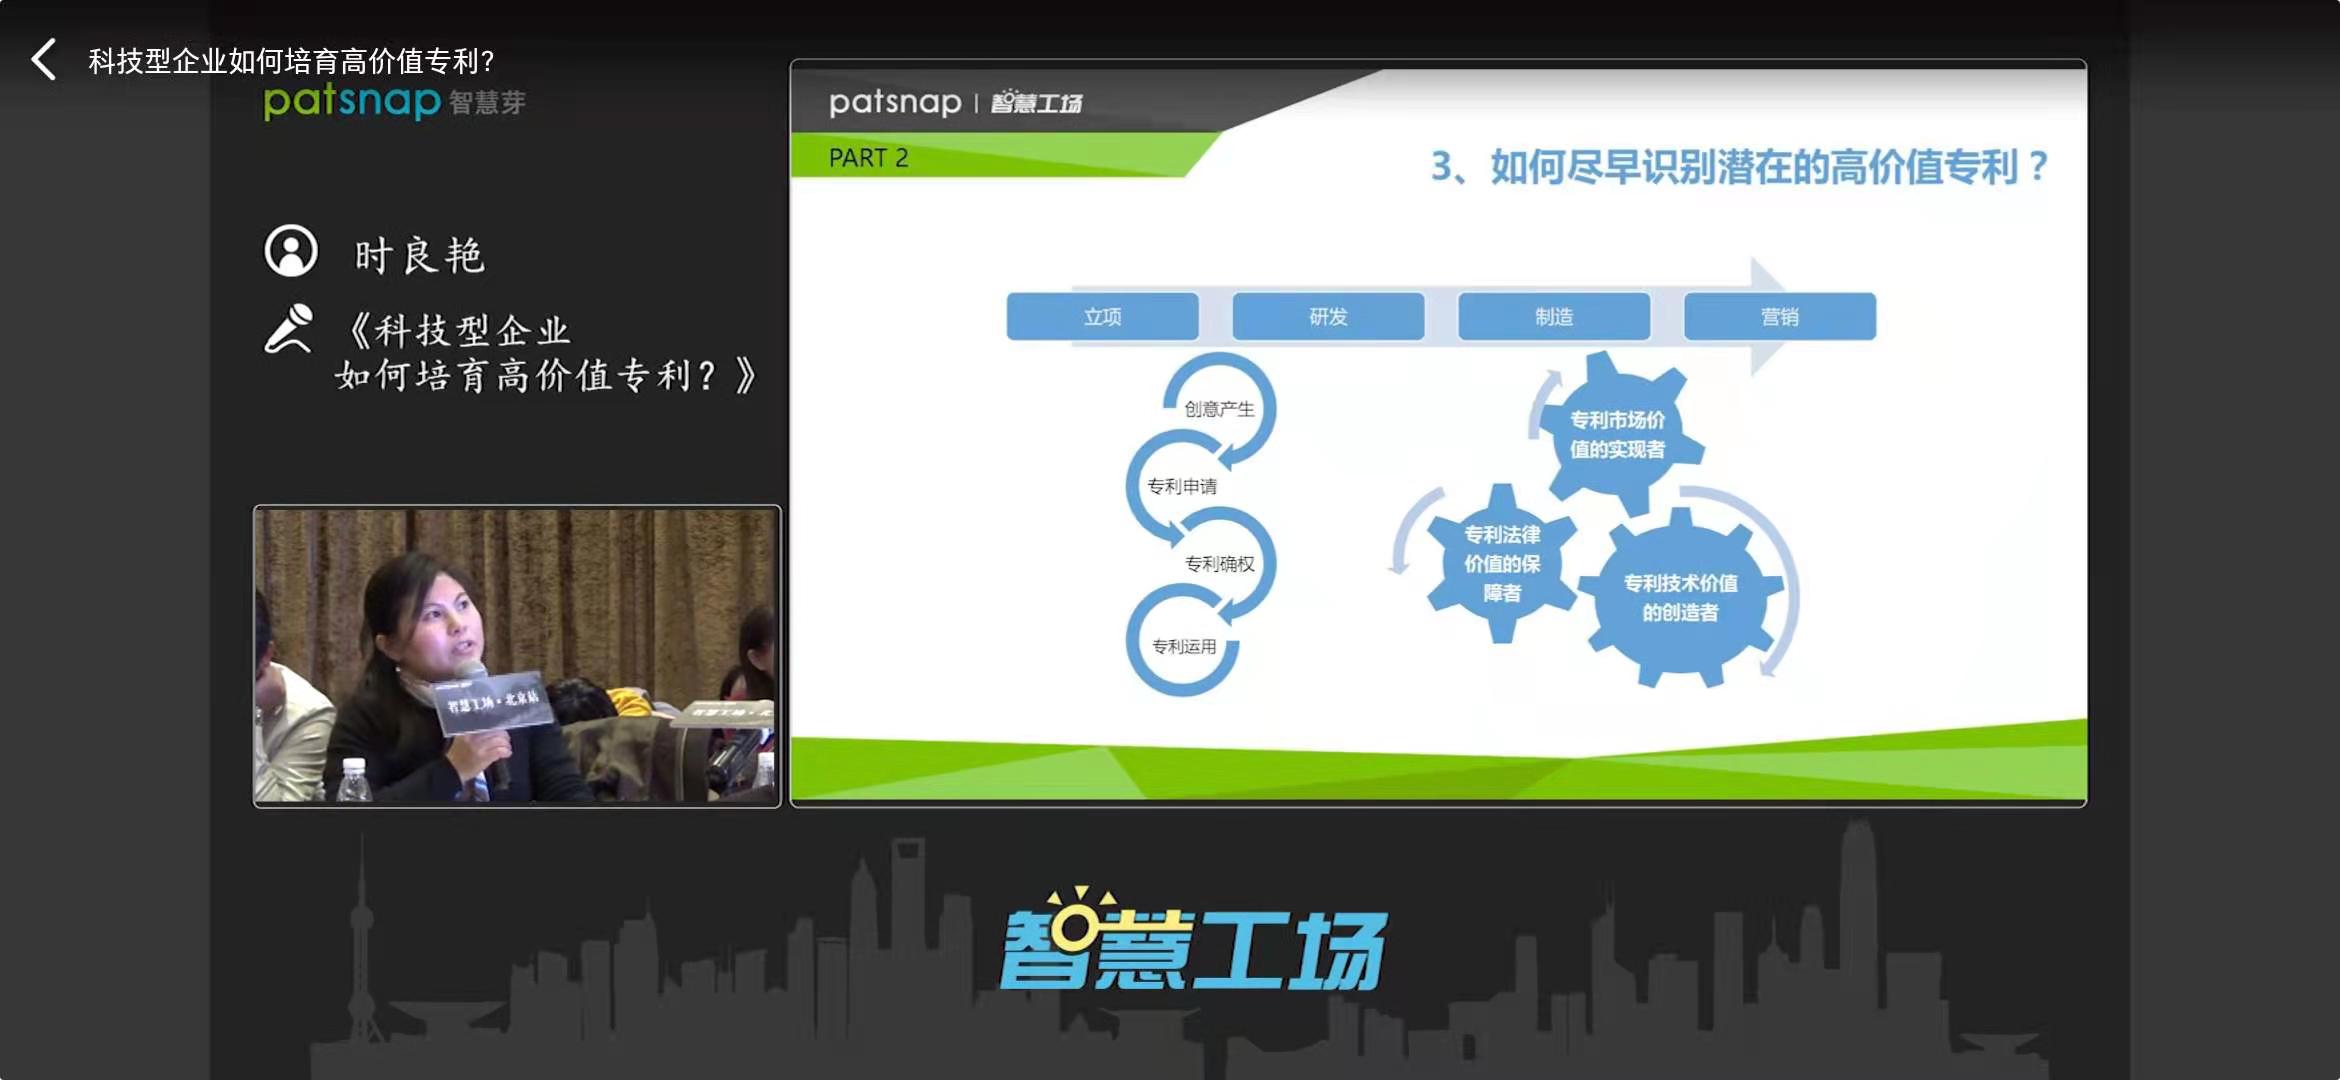 科技型企业如何培育高价值专利？
patsnap 智慧芽
时良艳
《科技型企业
如何培育高价值专利？》
智慧工场·北京站
patsnap | 智慧工场
PART 2
3、如何尽早识别潜在的高价值专利？
立项 研发 制造 营销
创意产生
专利申请
专利确权
专利运用
专利市场价
值的实现者
专利法律
价值的保
障者
专利技术价值
的创造者
智慧工场